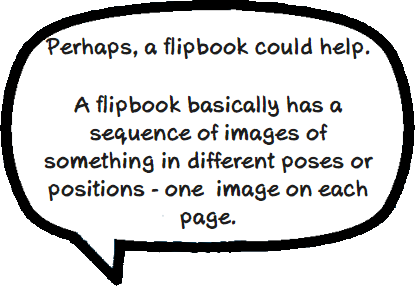 Perhaps, a flipbook could help.
A flipbook basically has a
sequence of images of
something in different poses or
positions - one  image on each
page.